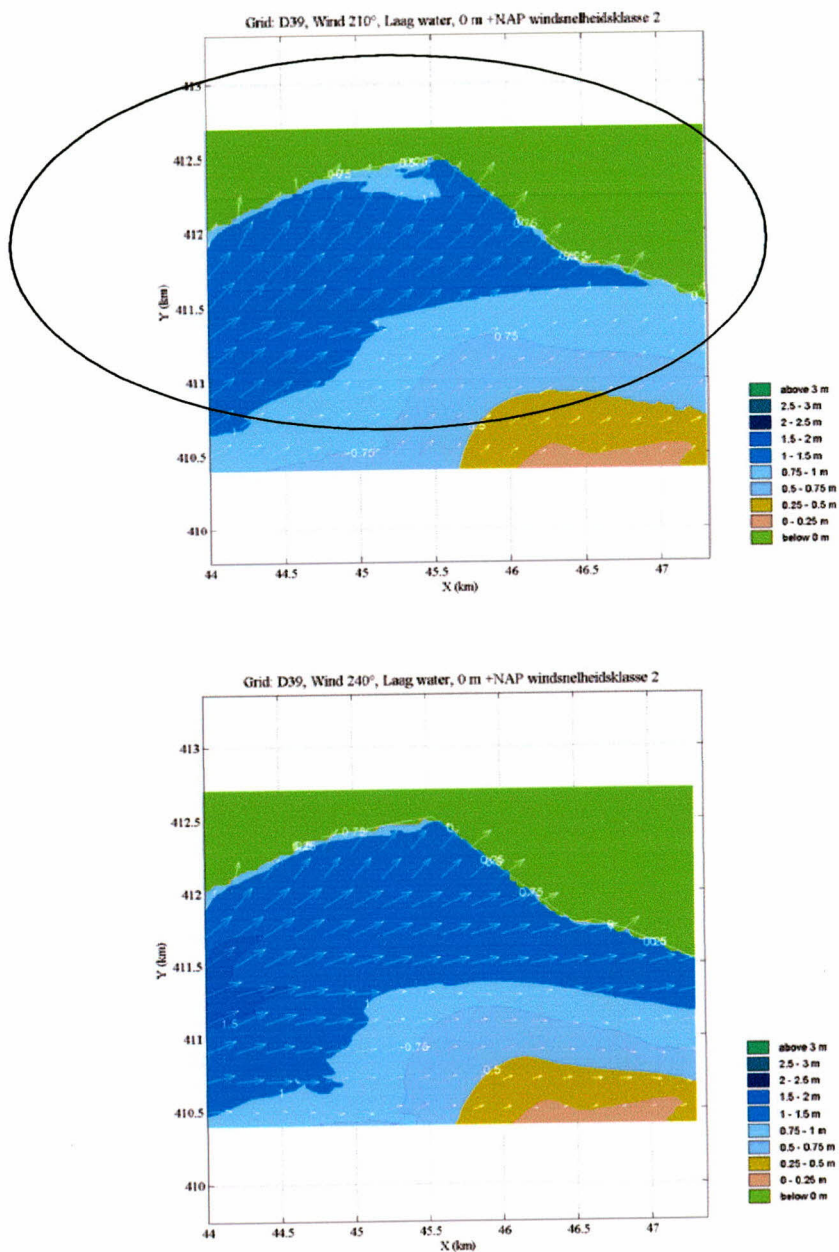 Grid: D39, Wind 210°, Laag water, 0 m +NAP windsnelheidsklasse 2
413
412.5
412
411.5
411
410.5
410
Y (km)
0.75
1
0.75
0.5
-0.75
0
44
44.5
45
45.5
46
46.5
47
X (km)
above 3 m
2.5 - 3 m
2 - 2.5 m
1.5 - 2 m
1 - 1.5 m
0.75 - 1 m
0.5 - 0.75 m
0.25 - 0.5 m
0 - 0.25 m
below 0 m
Grid: D39, Wind 240°, Laag water, 0 m +NAP windsnelheidsklasse 2
413
412.5
412
411.5
411
410.5
410
Y (km)
-0.75
0.
0.75
0.25
1.5
1
-0.75
0.5
1
44
44.5
45
45.5
46
46.5
47
X (km)
above 3 m
2.5 - 3 m
2 - 2.5 m
1.5 - 2 m
1 - 1.5 m
0.75 - 1 m
0.5 - 0.75 m
0.25 - 0.5 m
0 - 0.25 m
below 0 m